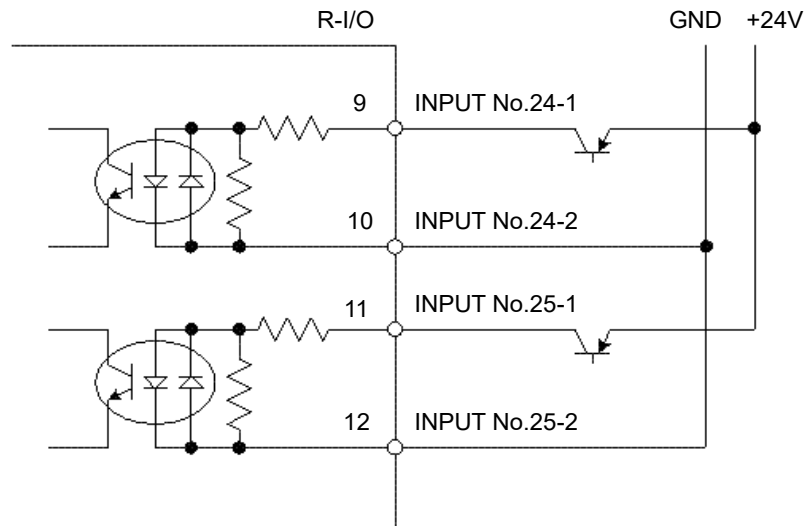 R-I/O GND +24V
9 INPUT No.24-1
10 INPUT No.24-2
11 INPUT No.25-1
12 INPUT No.25-2